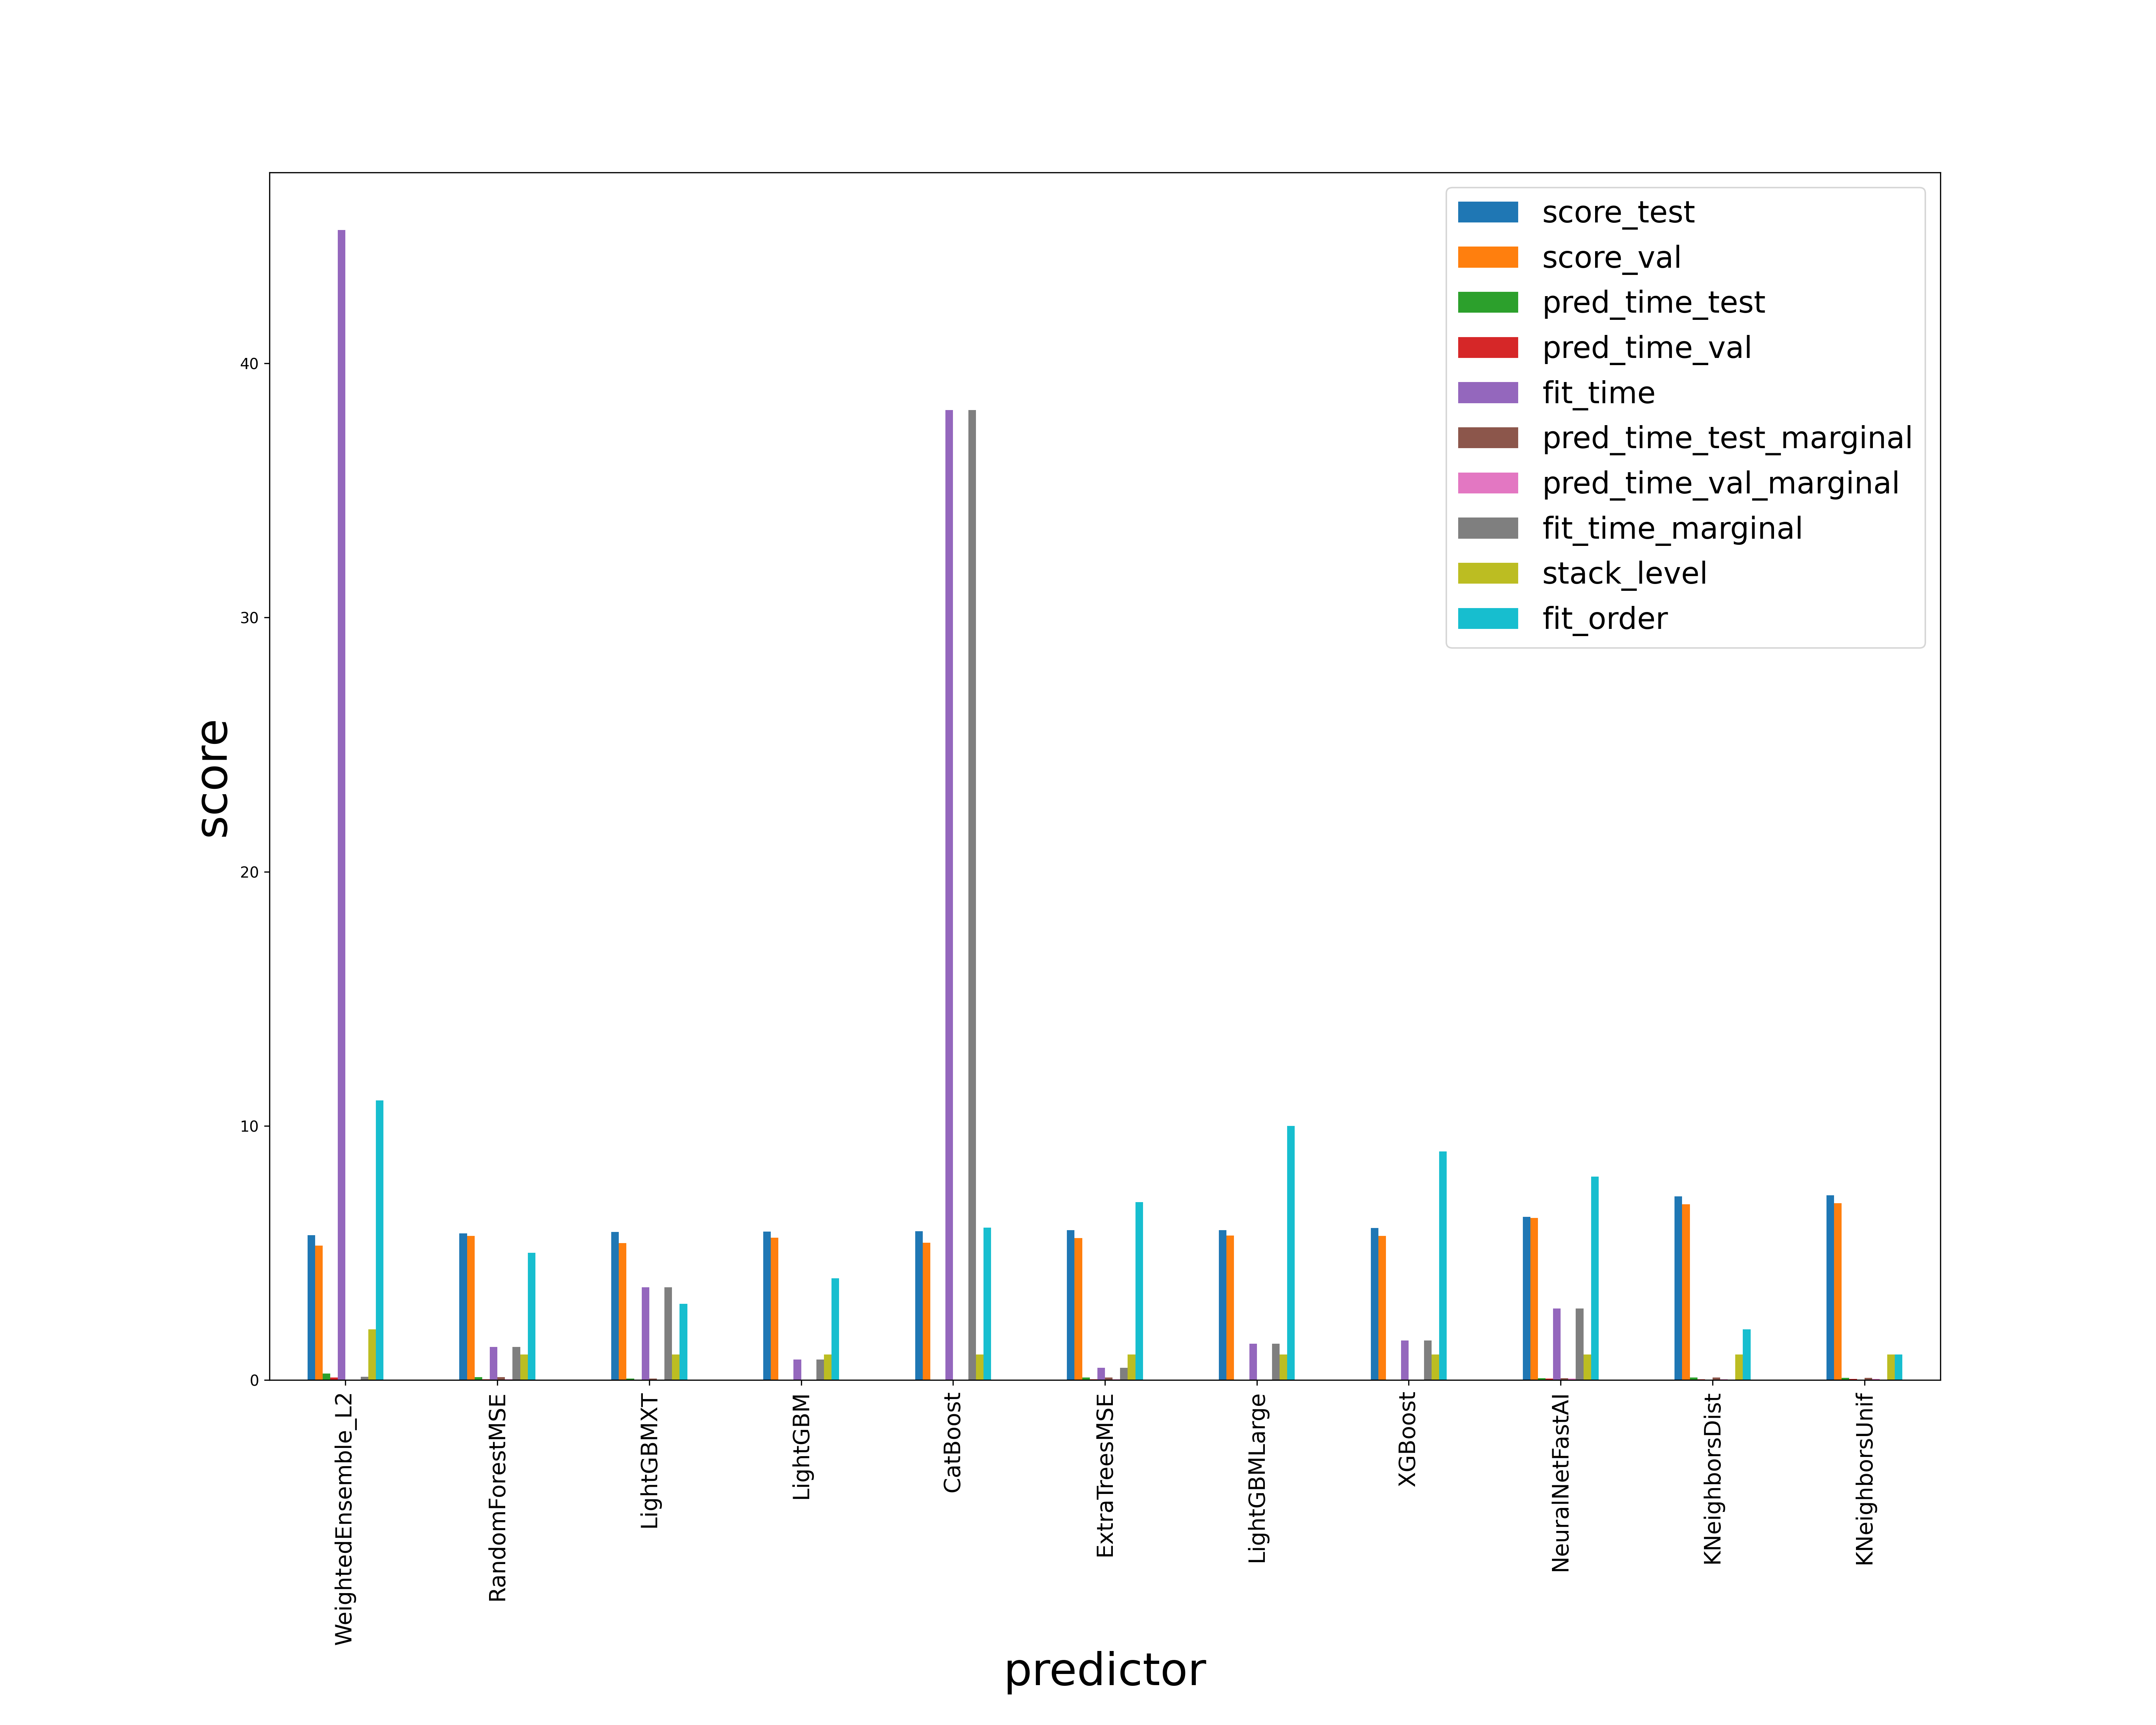 score_test
score_val
pred_time_test
pred_time_val
fit_time
pred_time_test_marginal
pred_time_val_marginal
fit_time_marginal
stack_level
fit_order
score
40
30
20
10
0
WeightedEnsemble_L2
RandomForestMSE
LightGBMXT
LightGBM
CatBoost
ExtraTreesMSE
LightGBMLarge
XGBoost
NeuralNetFastAI
KNeighborsDist
KNeighborsUnif
predictor